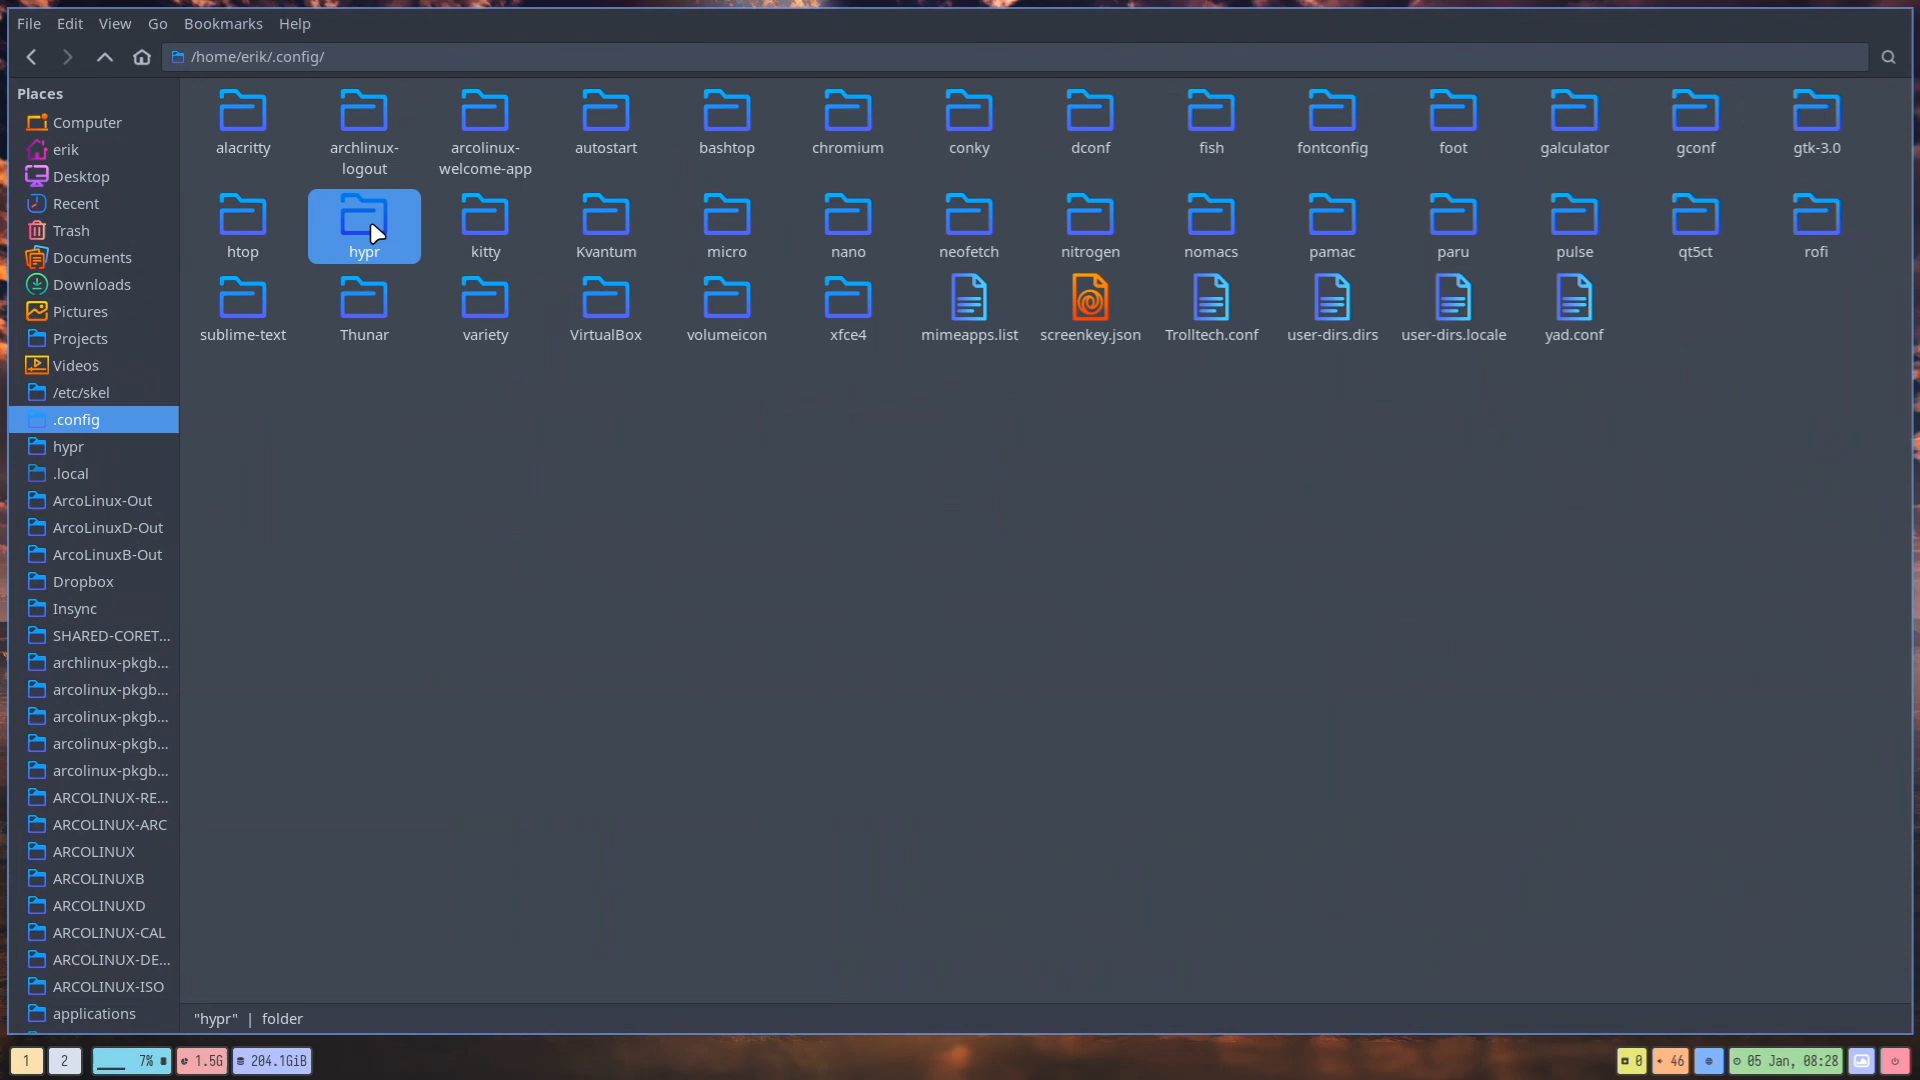 File Edit View Go Bookmarks Help
/home/erik/.config/
Places
Computer
erik
Desktop
Recent
Trash
Documents
Downloads
Pictures
Projects
Videos
/etc/skel
.config
hypr
.local
ArcoLinux-Out
ArcoLinuxD-Out
ArcoLinuxB-Out
Dropbox
Insync
SHARED-CORET...
archlinux-pkgb...
arcolinux-pkgb...
arcolinux-pkgb...
arcolinux-pkgb...
arcolinux-pkgb...
ARCOLINUX-RE...
ARCOLINUX-ARC
ARCOLINUX
ARCOLINUXB
ARCOLINUXD
ARCOLINUX-CAL
ARCOLINUX-DE...
ARCOLINUX-ISO
applications
alacritty archlinux- arcolinux- autostart bashtop chromium conky dconf fish fontconfig foot galculator gconf gtk-3.0
logout welcome-app
htop hypr kitty Kvantum micro nano neofetch nitrogen nomacs pamac paru pulse qt5ct rofi
sublime-text Thunar variety VirtualBox volumeicon xfce4 mimeapps.list screenkey.json Trolltech.conf user-dirs.dirs user-dirs.locale yad.conf
"hypr" | folder
1 2 7% 1.5G 204.1GiB 0 46 05 Jan, 08:28